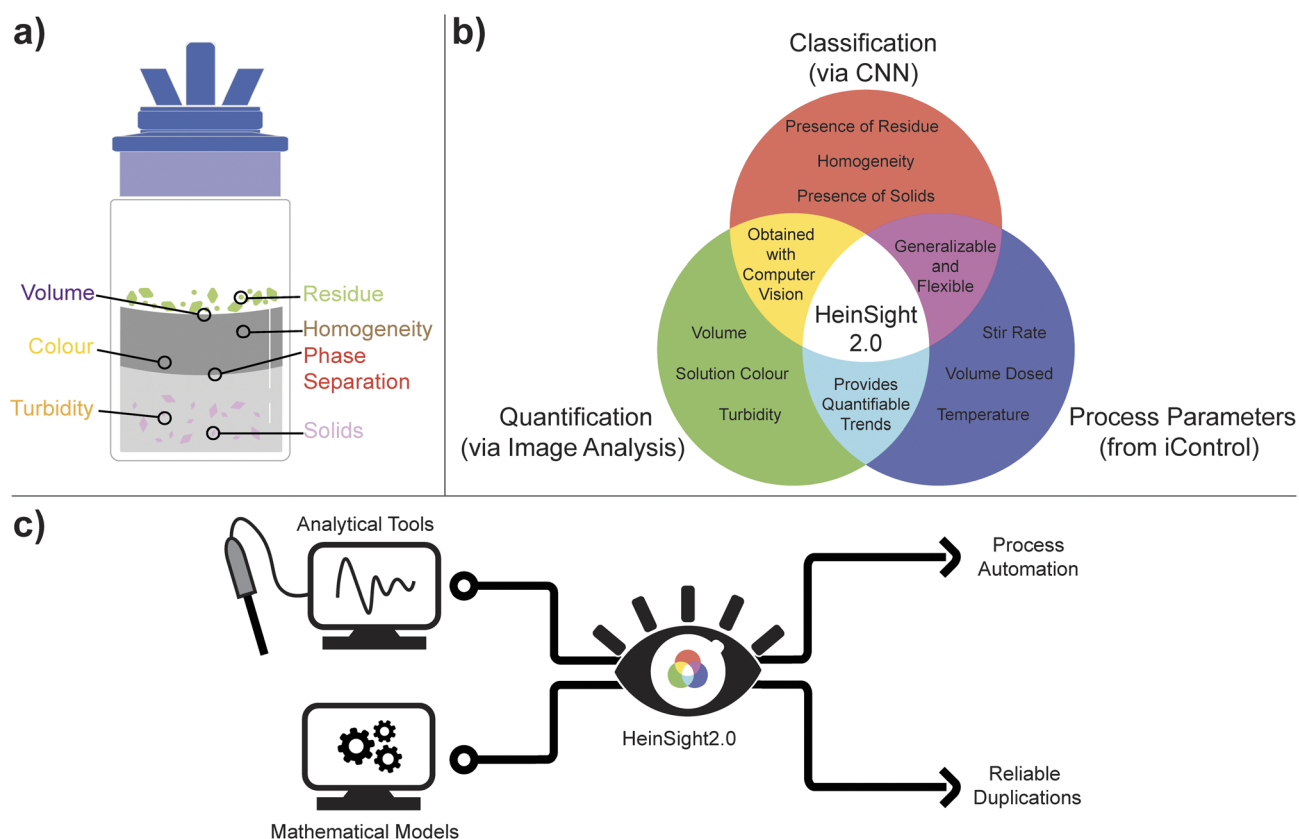 a)
Volume
Colour
Turbidity
Residue
Homogeneity
Phase
Separation
Solids
b)
Classification
(via CNN)
Presence of Residue
Homogeneity
Presence of Solids
Obtained
with
Computer
Vision
Generalizable
and
Flexible
HeinSight
2.0
Volume
Solution Colour
Turbidity
Provides
Quantifiable
Trends
Stir Rate
Volume Dosed
Temperature
Quantification
(via Image Analysis)
Process Parameters
(from iControl)
c)
Analytical Tools
Mathematical Models
HeinSight2.0
Process
Automation
Reliable
Duplications